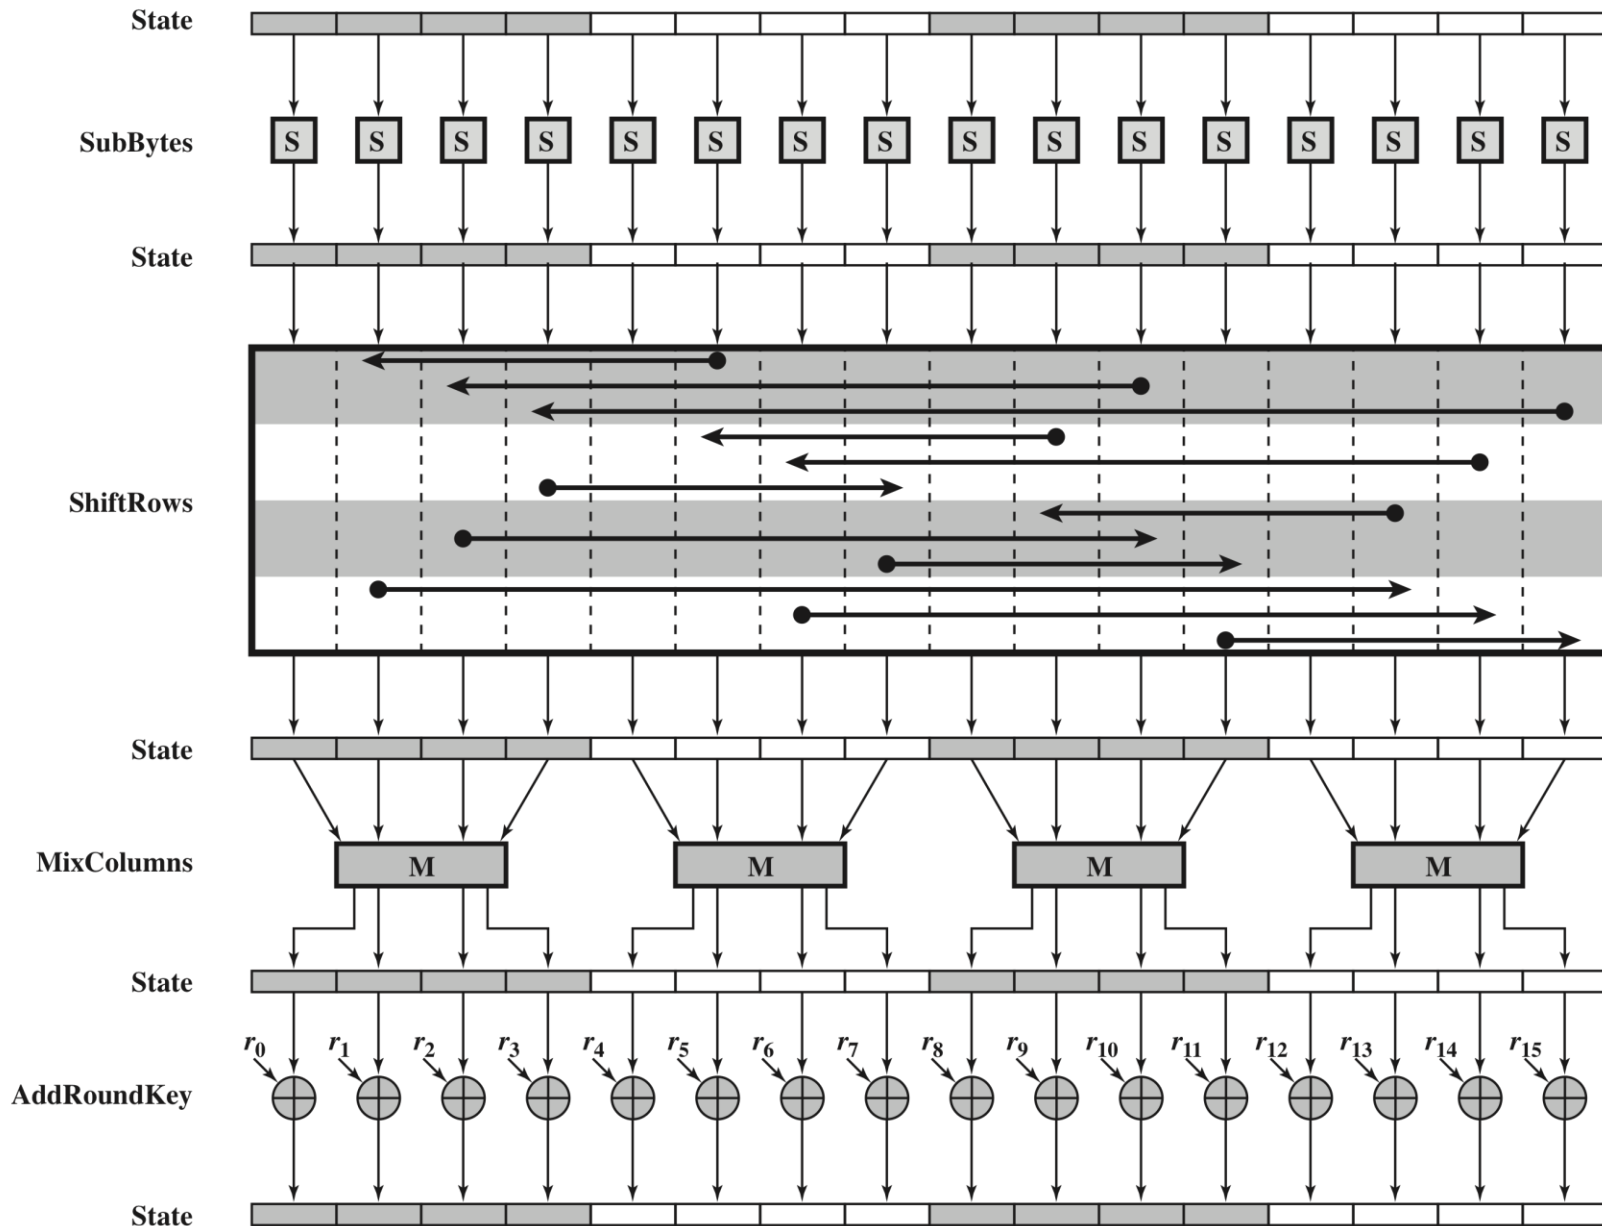 State
SubBytes S S S S S S S S S S S S S S S S
State
ShiftRows
State
MixColumns M M M M
State
r0 r1 r2 r3 r4 r5 r6 r7 r8 r9 r10 r11 r12 r13 r14 r15
AddRoundKey
State